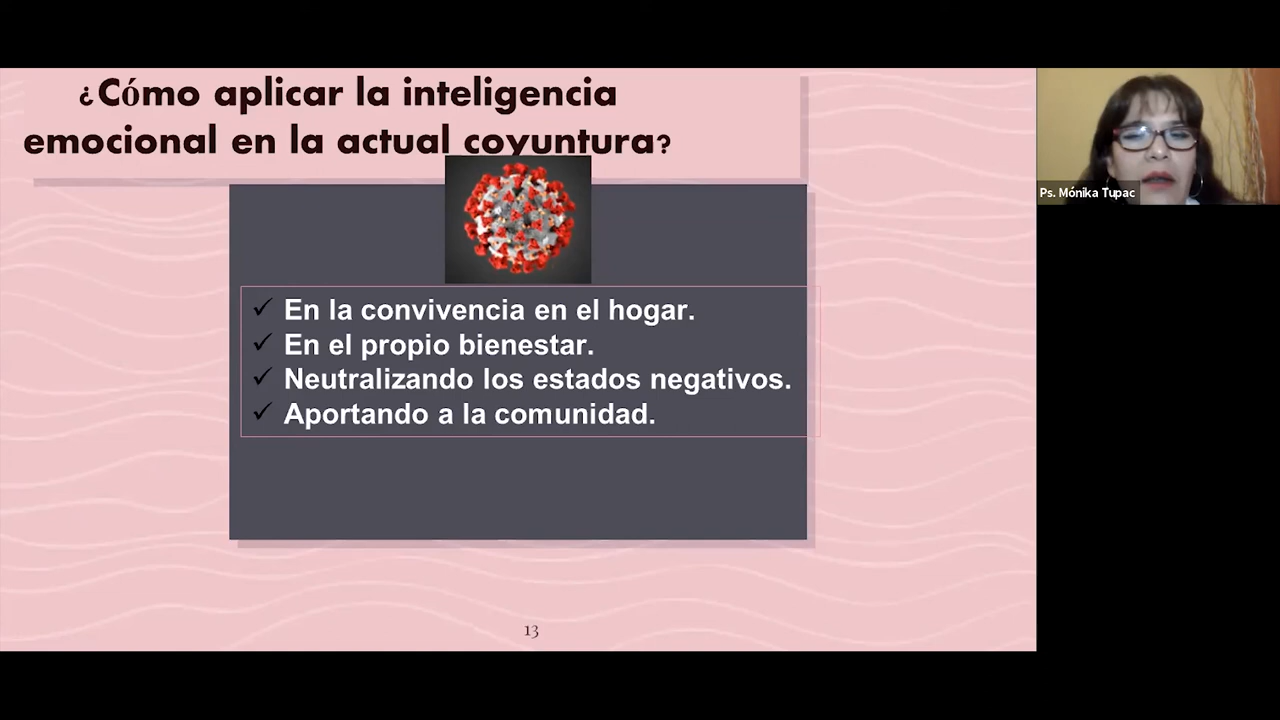 ¿Cómo aplicar la inteligencia
emocional en la actual coyuntura?
✓ En la convivencia en el hogar.
✓ En el propio bienestar.
✓ Neutralizando los estados negativos.
✓ Aportando a la comunidad.
13
Ps. Mónika Tupac